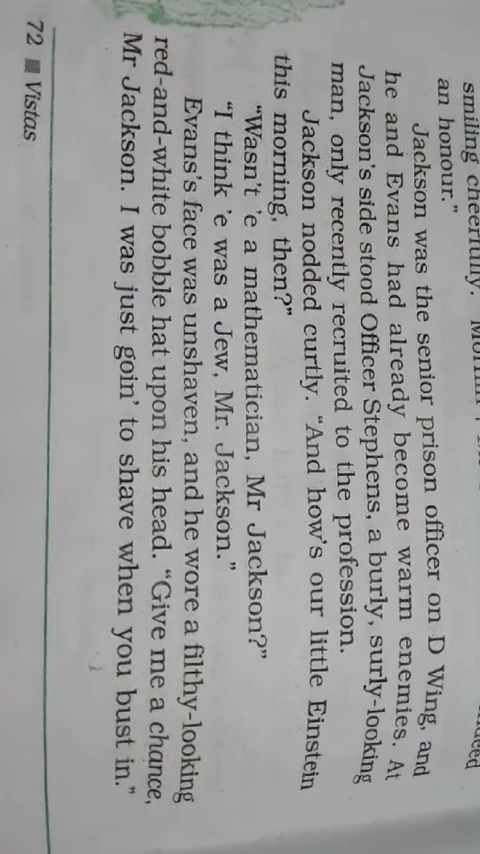 smiling cheerfully.
an honour."
Jackson was the senior prison officer on D Wing, and
he and Evans had already become warm enemies. At
Jackson's side stood Officer Stephens, a burly, surly-looking
man, only recently recruited to the profession.
Jackson nodded curtly. "And how's our little Einstein
this morning, then?"
"Wasn't 'e a mathematician, Mr Jackson?"
"I think 'e was a Jew, Mr. Jackson."
Evans's face was unshaven, and he wore a filthy-looking
red-and-white bobble hat upon his head. "Give me a chance,
Mr Jackson. I was just goin' to shave when you bust in."
72 ■ Vistas